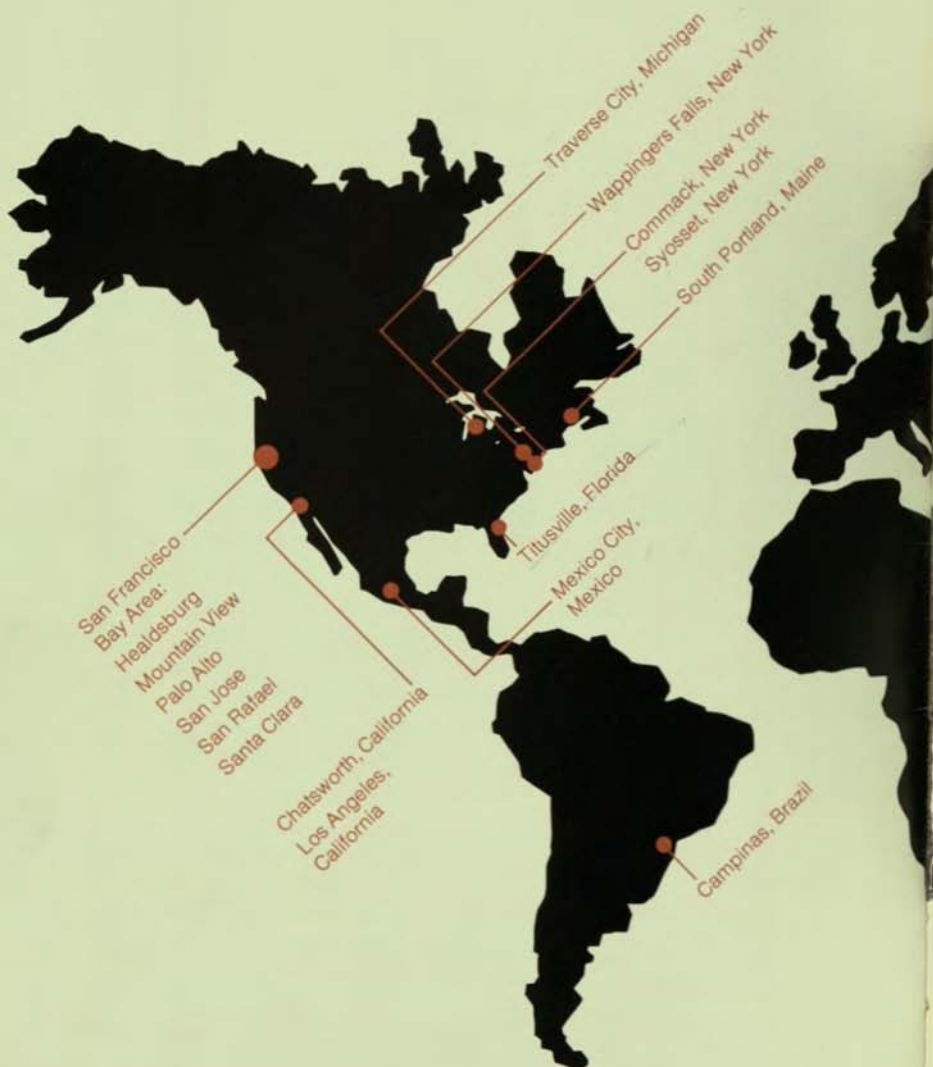 Traverse City, Michigan
Wappingers Falls, New York
Commack, New York
Syosset, New York
South Portland, Maine
Titusville, Florida
Mexico City,
Mexico
San Francisco
Bay Area:
Healdsburg
Mountain View
Palo Alto
San Jose
San Rafael
Santa Clara
Chatsworth, California
Los Angeles,
California
Campinas, Brazil